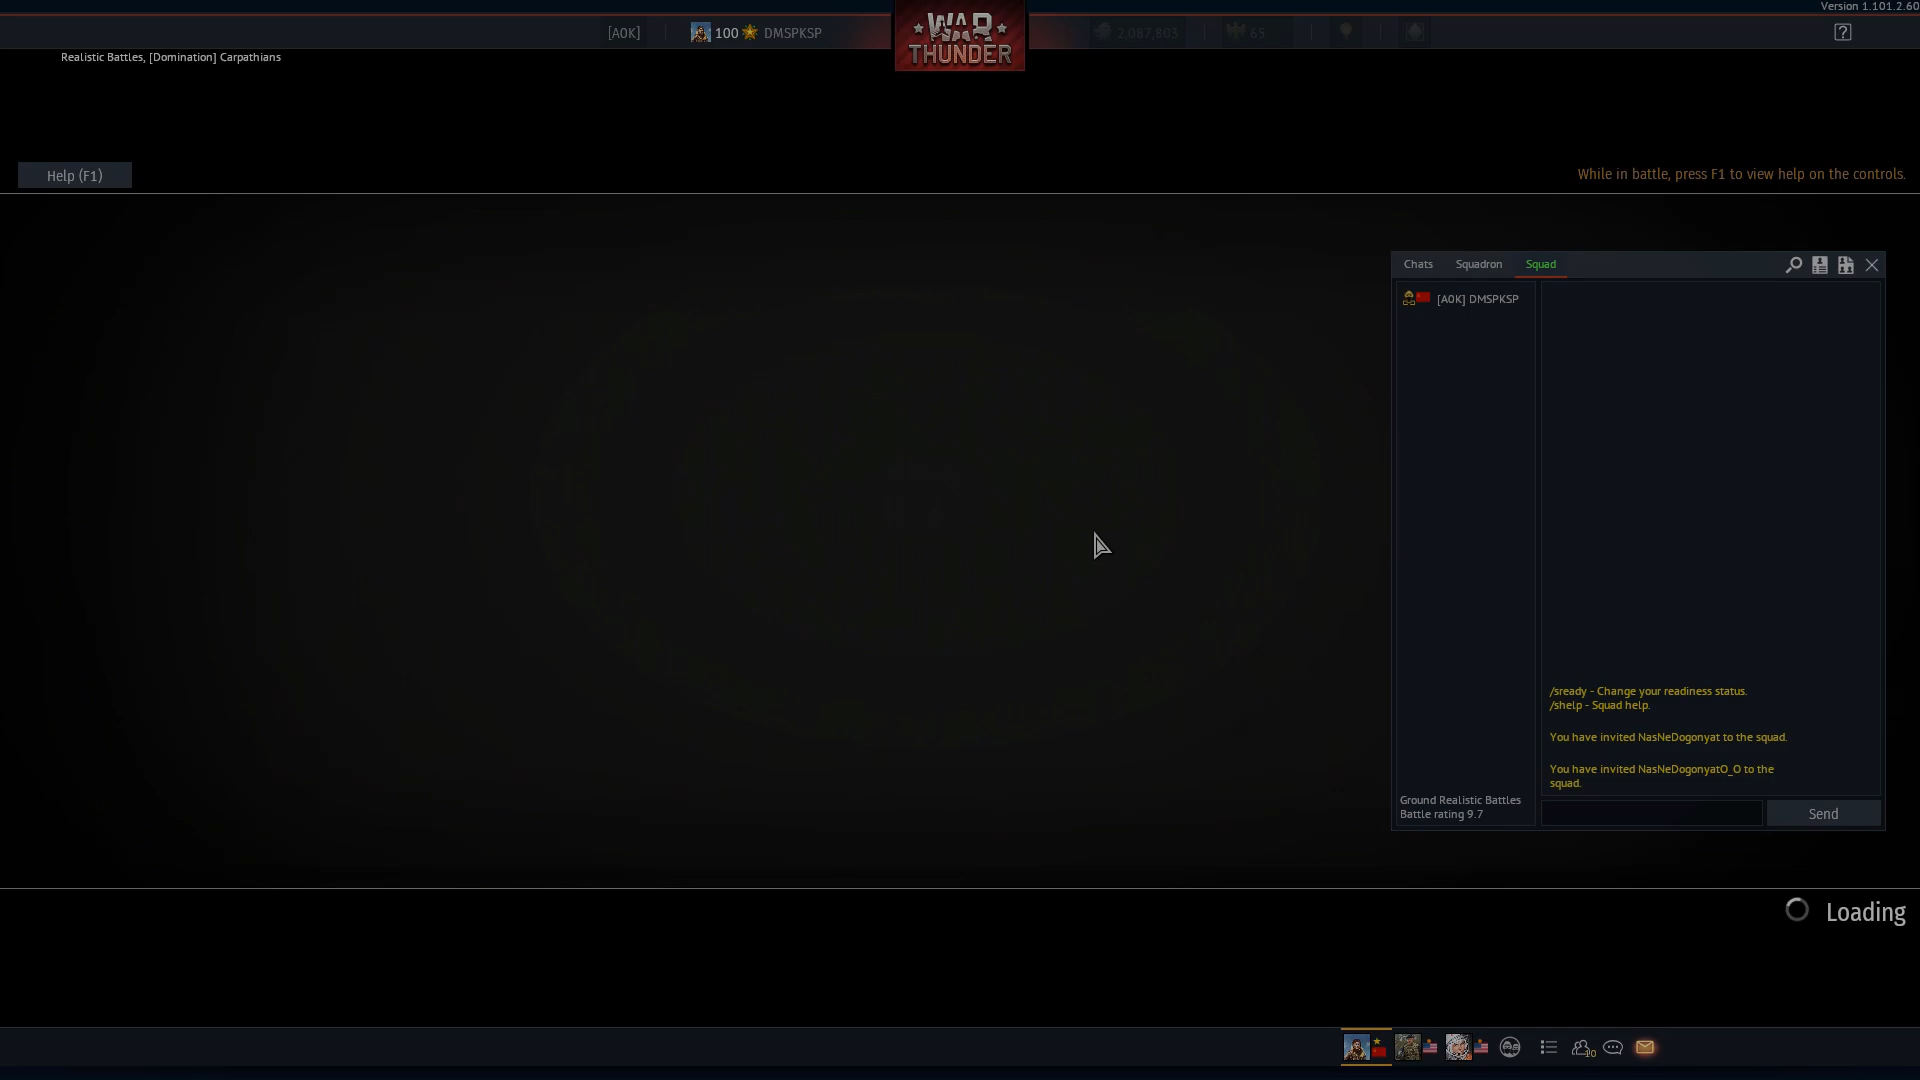 Version 1.101.2.60
[A0K]
100 DMSPKSP
WAR
THUNDER
2,087,803
65
Realistic Battles, [Domination] Carpathians
Help (F1)
While in battle, press F1 to view help on the controls.
Chats Squadron Squad
[A0K] DMSPKSP
/sready - Change your readiness status.
/shelp - Squad help.
You have invited NasNeDogonyat to the squad.
You have invited NasNeDogonyatO_O to the
squad.
Ground Realistic Battles
Battle rating 9.7
Send
Loading
10